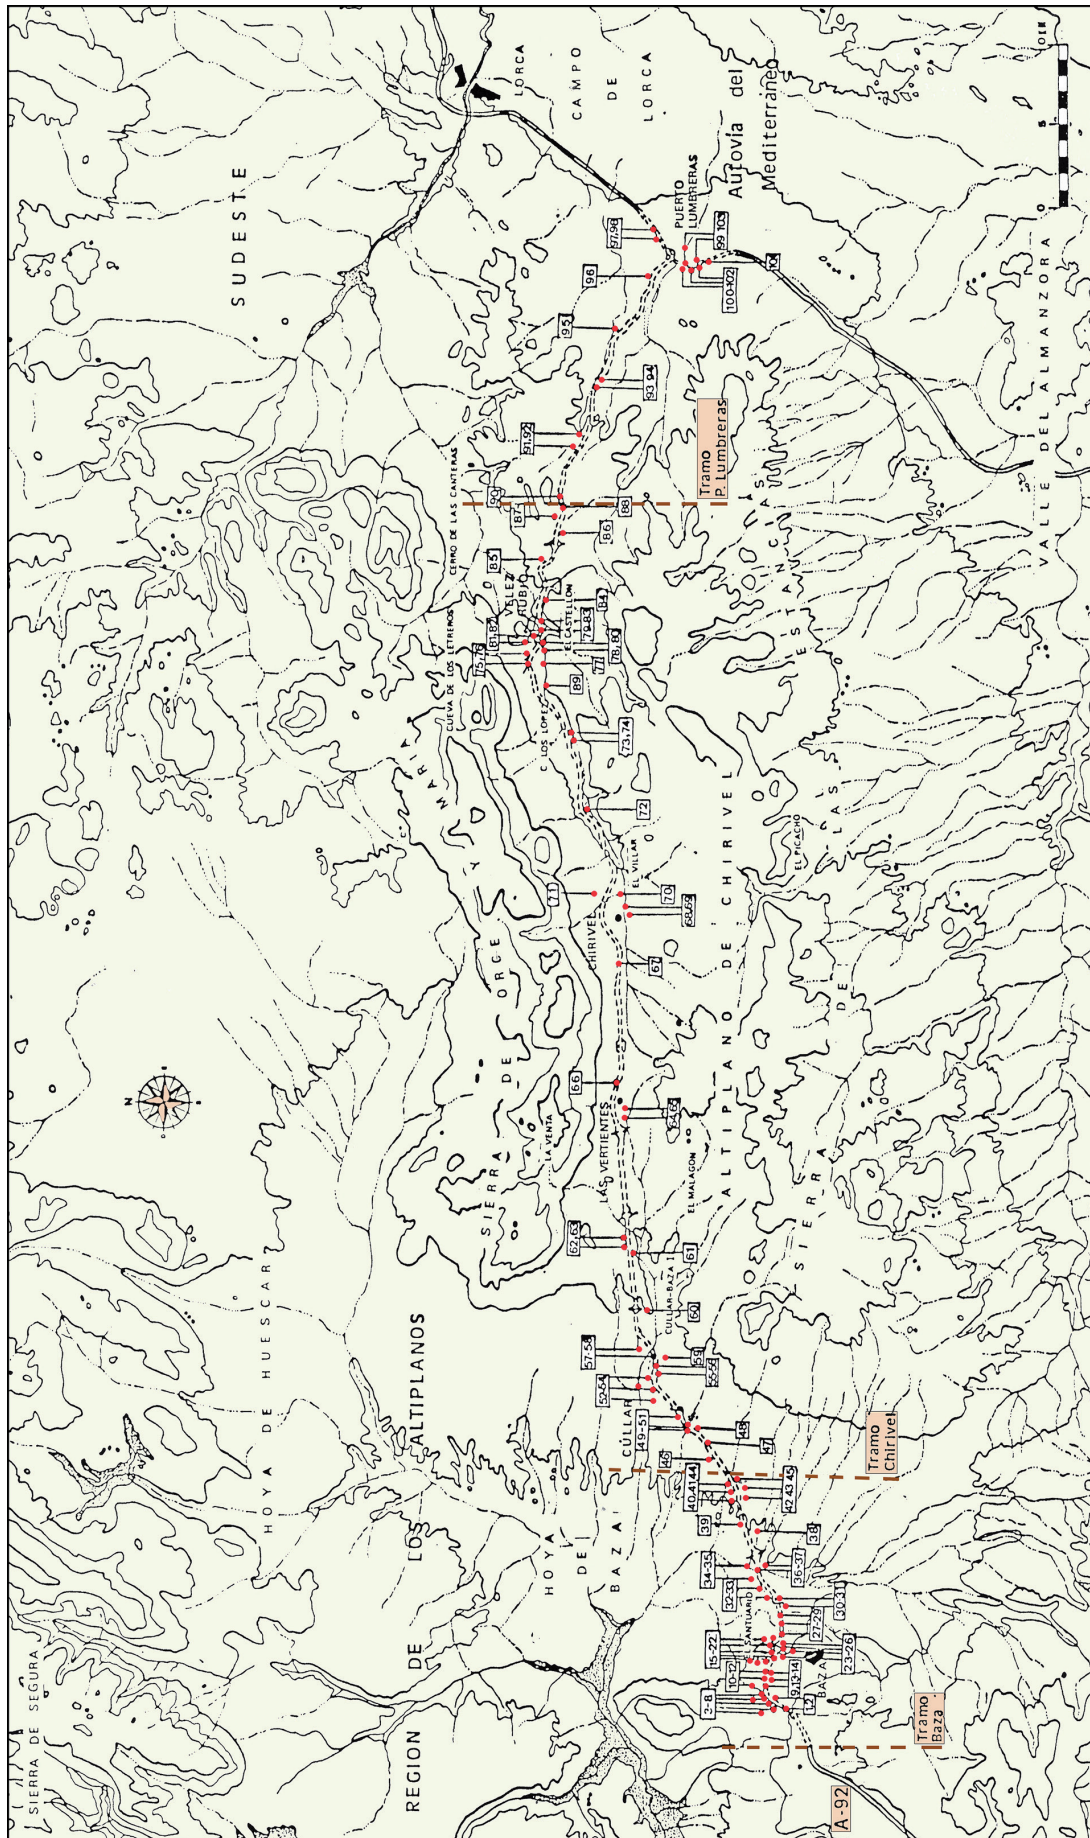 SIERRA DE SEGURA
HOYA DE HUESCAR
REGION DE LOS ALTIPLANOS
HOYA
DE
BAZA
SUDESTE
LORCA
CAMPO
DE
LORCA
Autovía del
Mediterráneo
PUERTO
LUMBRERAS
VALLE DEL ALMANZORA
SIERRA DE LAS ESTANCIAS
ALTIPLANO DE CHIRIVEL
SIERRA DE ORCE Y MARIA
CERRO DE LAS CANTERAS
CUEVA DE LOS LETREROS
VELEZ
RUBIO
EL CASTELLON
C. LOS LOPEZ
EL VILLAR
EL PICACHO
CHIRIVEL
LA VENTA
LAS VERTIENTES
EL MALAGON
CULLAR-BAZA 1
CÚLLAR
SANTUARIO
BAZA
A-92
Tramo
Baza
Tramo
Chirivel
Tramo
P. Lumbreras
N
0 5 10 K
1,2
3-8
9,13-14
10-12
15-22
23-26
27-29
30-31
32-33
34-35
36-37
38
39
40,41,44
42 43 45
46
47
48
49-51
52-54
55-56
57-58
59
60
61
62,63
64,65
66
67
68,69
70
71
72
73,74
75,76
77
78,80
79-83
81,82
84
85
86
87
88
89
90
91,92
93 94
95
96
97,98
99 103
100-102